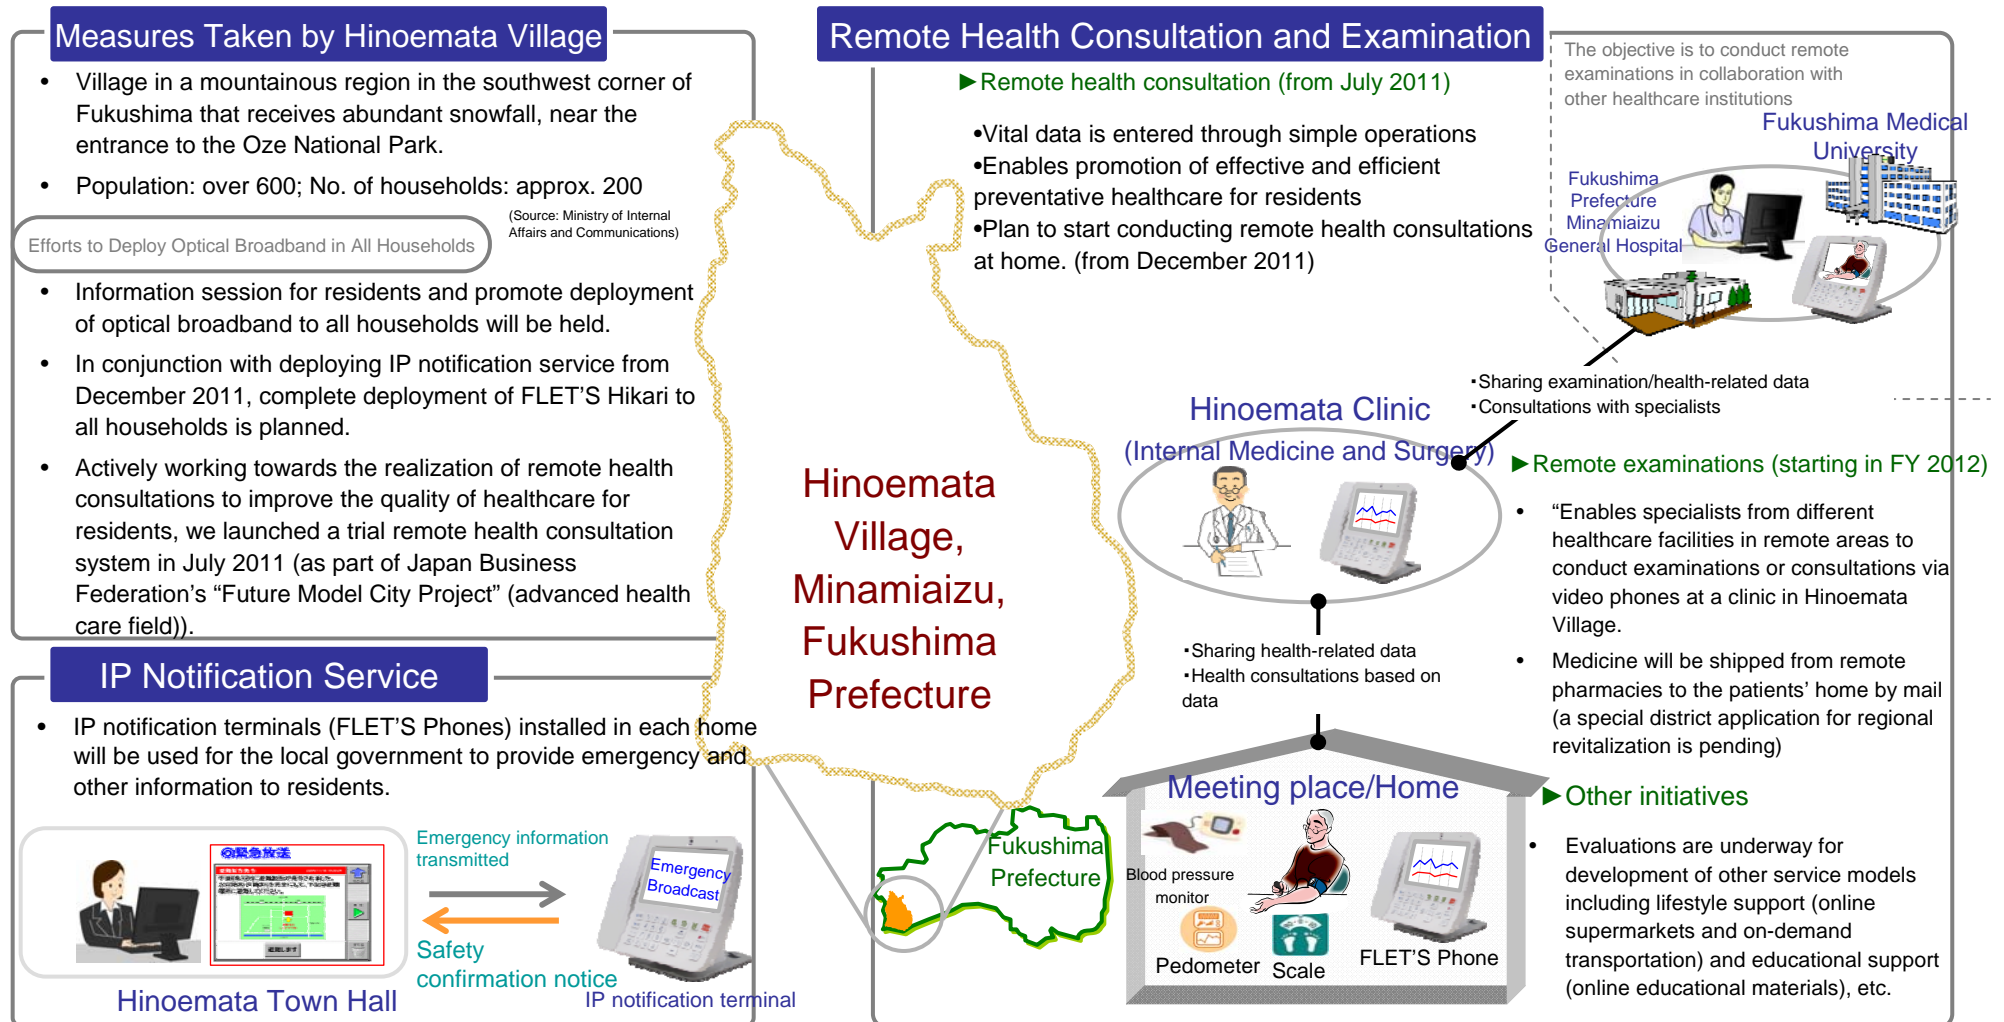 Measures Taken by Hinoemata Village
• Village in a mountainous region in the southwest corner of
Fukushima that receives abundant snowfall, near the
entrance to the Oze National Park.
• Population: over 600; No. of households: approx. 200
(Source: Ministry of Internal
Affairs and Communications)
Efforts to Deploy Optical Broadband in All Households
• Information session for residents and promote deployment
of optical broadband to all households will be held.
• In conjunction with deploying IP notification service from
December 2011, complete deployment of FLET'S Hikari to
all households is planned.
• Actively working towards the realization of remote health
consultations to improve the quality of healthcare for
residents, we launched a trial remote health consultation
system in July 2011 (as part of Japan Business
Federation's “Future Model City Project” (advanced health
care field)).
IP Notification Service
• IP notification terminals (FLET'S Phones) installed in each home
will be used for the local government to provide emergency and
other information to residents.
緊急放送
Emergency information
transmitted
Safety
confirmation notice
Emergency
Broadcast
Hinoemata Town Hall
IP notification terminal
Hinoemata
Village,
Minamiaizu,
Fukushima
Prefecture
Fukushima
Prefecture
Remote Health Consultation and Examination
►Remote health consultation (from July 2011)
•Vital data is entered through simple operations
•Enables promotion of effective and efficient
preventative healthcare for residents
•Plan to start conducting remote health consultations
at home. (from December 2011)
The objective is to conduct remote
examinations in collaboration with
other healthcare institutions
Fukushima Medical
University
Fukushima
Prefecture
Minamiaizu
General Hospital
・Sharing examination/health-related data
・Consultations with specialists
Hinoemata Clinic
(Internal Medicine and Surgery)
・Sharing health-related data
・Health consultations based on
data
Meeting place/Home
Blood pressure
monitor
Pedometer
Scale
FLET'S Phone
►Remote examinations (starting in FY 2012)
• “Enables specialists from different
healthcare facilities in remote areas to
conduct examinations or consultations via
video phones at a clinic in Hinoemata
Village.
• Medicine will be shipped from remote
pharmacies to the patients' home by mail
(a special district application for regional
revitalization is pending)
►Other initiatives
• Evaluations are underway for
development of other service models
including lifestyle support (online
supermarkets and on-demand
transportation) and educational support
(online educational materials), etc.